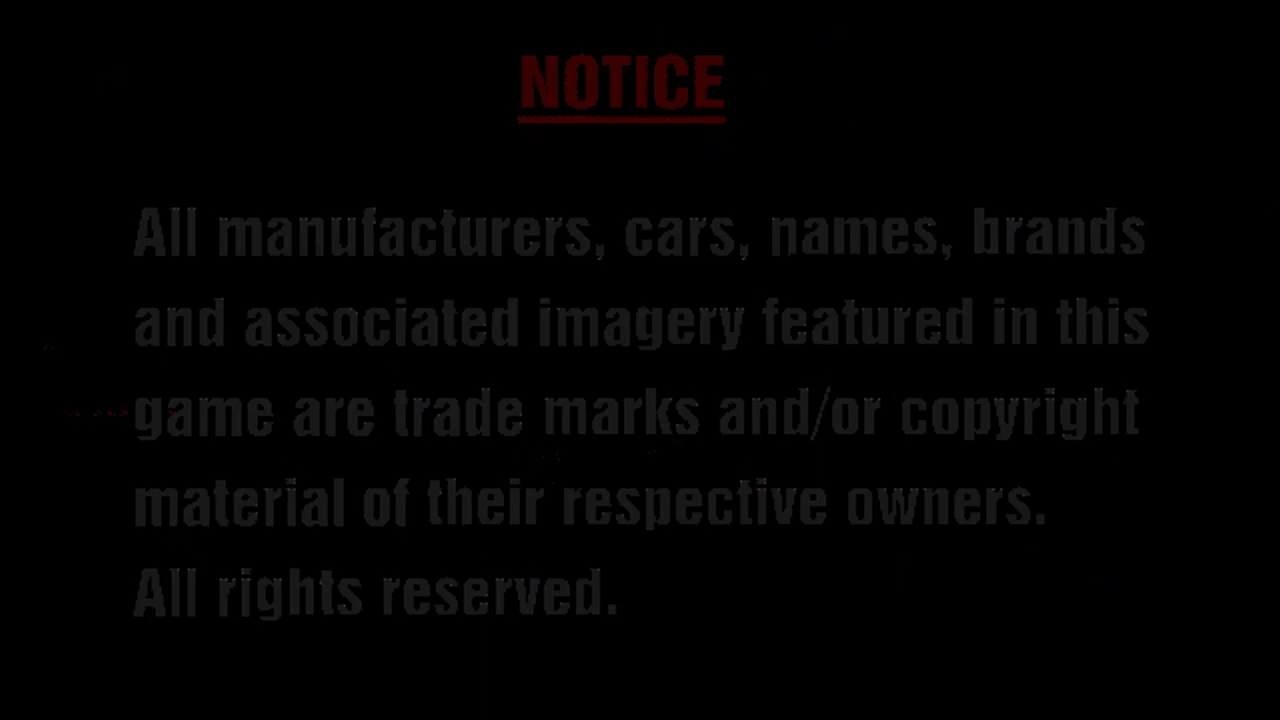 NOTICE
All manufacturers, cars, names, brands
and associated imagery featured in this
game are trade marks and/or copyright
material of their respective owners.
All rights reserved.